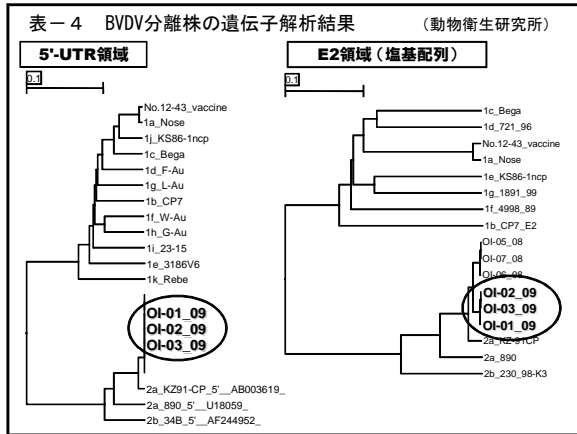 表－４　BVDV分離株の遺伝子解析結果　（動物衛生研究所）
5'-UTR領域
0.1
No.12-43_vaccine
1a_Nose
1j_KS86-1ncp
1c_Bega
1d_F-Au
1g_L-Au
1b_CP7
1f_W-Au
1h_G-Au
1i_23-15
1e_3186V6
1k_Rebe
OI-01_09
OI-02_09
OI-03_09
2a_KZ91-CP_5'__AB003619_
2a_890_5'__U18059_
2b_34B_5'__AF244952_
E2領域（塩基配列）
0.1
1c_Bega
1d_721_96
No.12-43_vaccine
1a_Nose
1e_KS86-1ncp
1g_1891_99
1f_4998_89
1b_CP7_E2
OI-05_08
OI-07_08
OI-06_08
OI-02_09
OI-03_09
OI-01_09
2a_KZ-91CP
2a_890
2b_230_98-K3